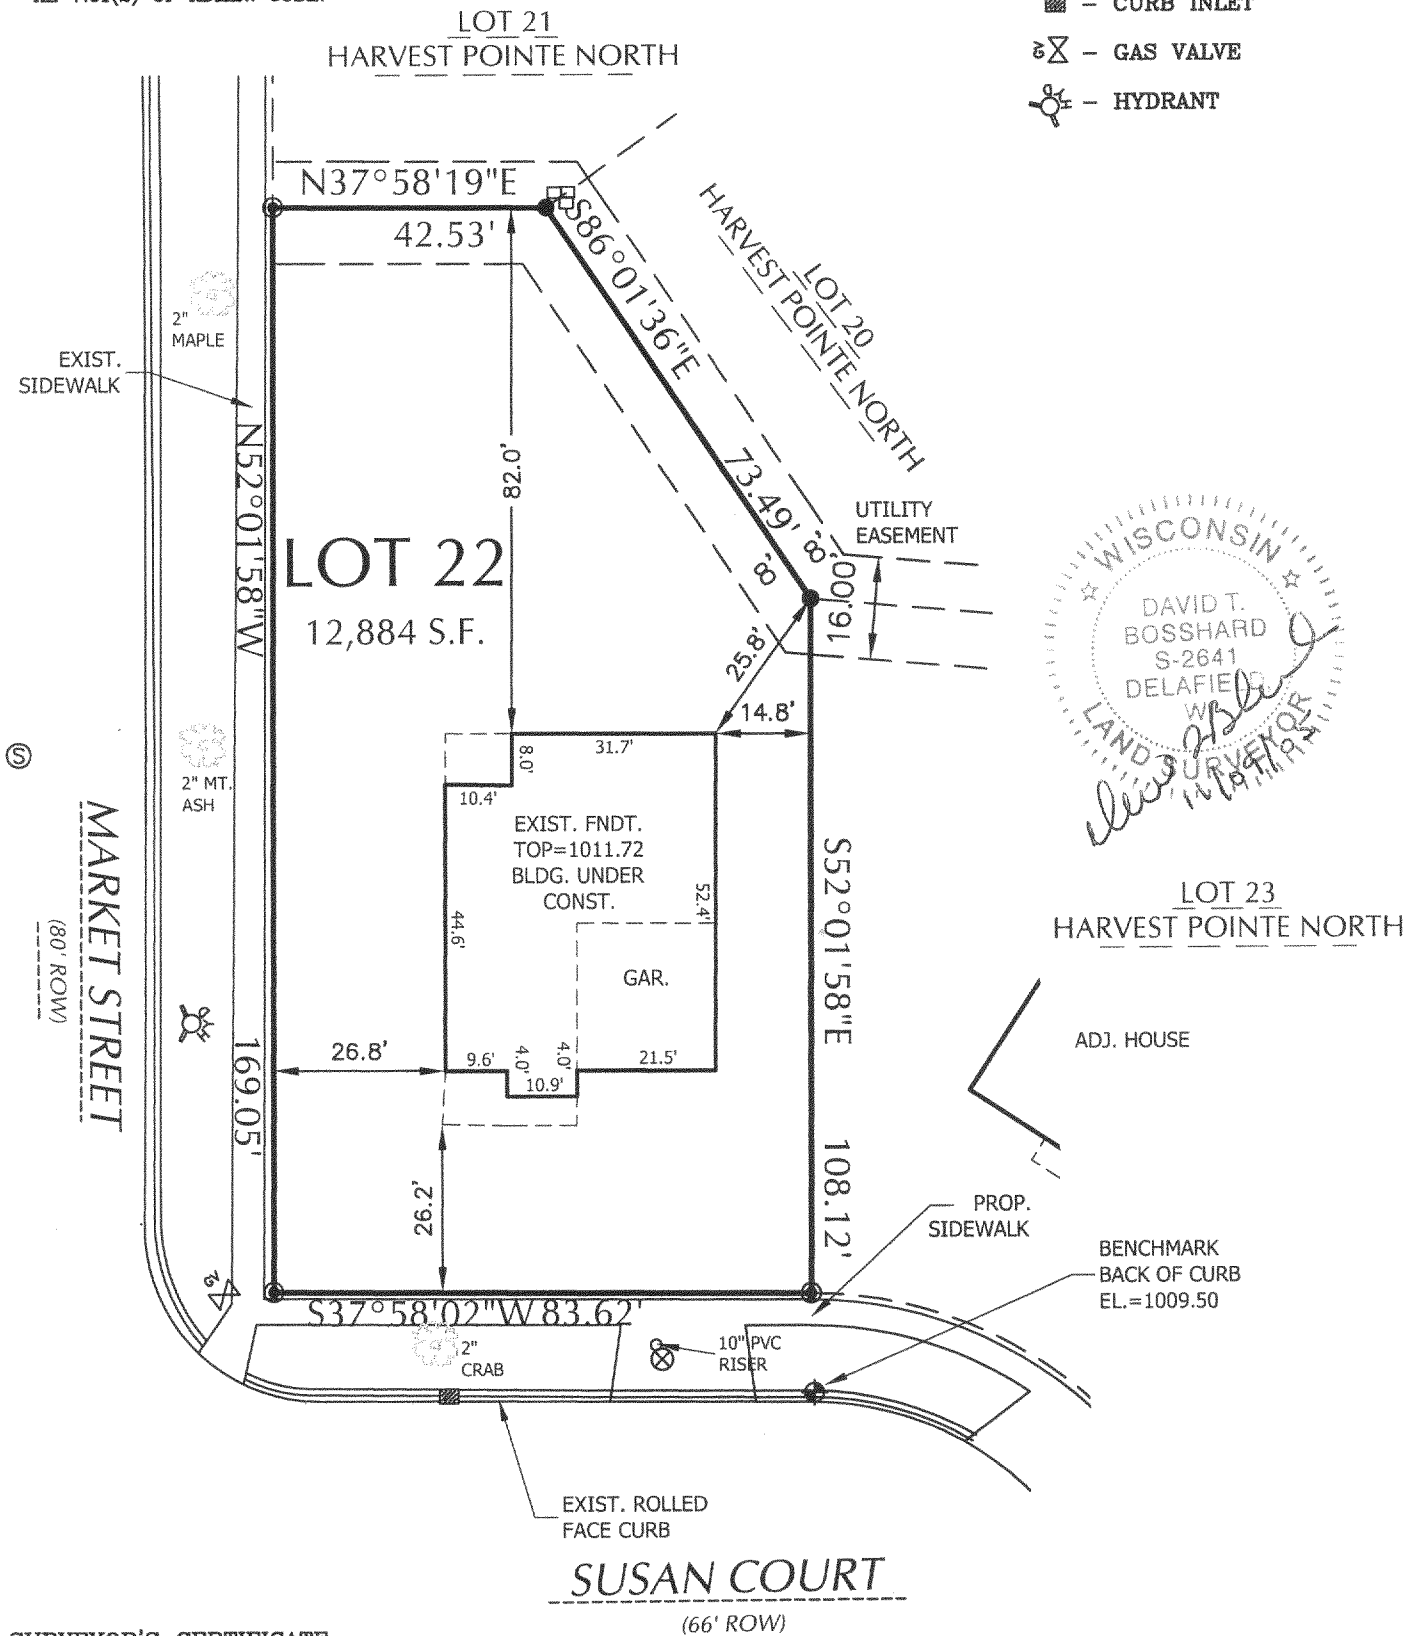 LOT 21
HARVEST POINTE NORTH
- CURB INLET
- GAS VALVE
- HYDRANT
N37°58'19"E
42.53'
S86°01'36"E
73.49'
LOT 20
HARVEST POINTE NORTH
2"
MAPLE
EXIST.
SIDEWALK
N52°01'58"W
169.05'
82.0'
LOT 22
12,884 S.F.
8'
8'
16.00'
UTILITY
EASEMENT
25.8'
14.8'
WISCONSIN
DAVID T.
BOSSHARD
S-2641
DELAFIELD,
LAND SURVEYOR
S
2" MT.
ASH
MARKET STREET
(80' ROW)
31.7'
8.0'
10.4'
EXIST. FNDT.
TOP=1011.72
BLDG. UNDER
CONST.
52.4'
44.6'
GAR.
S52°01'58"E
108.12'
LOT 23
HARVEST POINTE NORTH
ADJ. HOUSE
26.8'
9.6'
4.0'
10.9'
4.0'
21.5'
26.2'
PROP.
SIDEWALK
BENCHMARK
BACK OF CURB
EL.=1009.50
S37°58'02"W 83.62'
2"
CRAB
10" PVC
RISER
EXIST. ROLLED
FACE CURB
SUSAN COURT
(66' ROW)
SURVEYOR'S CERTIFICATE